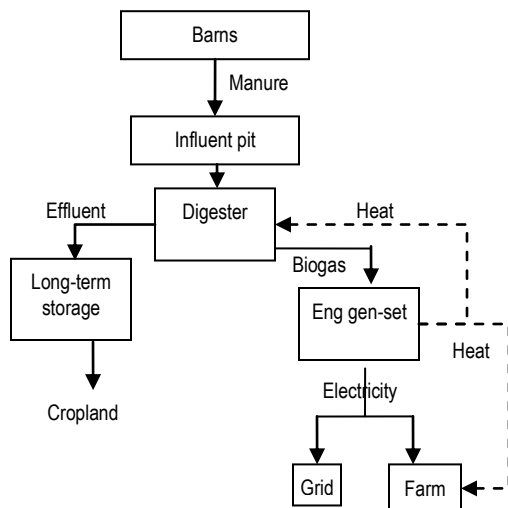 Barns
Manure
Influent pit
Digester
Effluent
Heat
Biogas
Long-term
storage
Eng gen-set
Heat
Cropland
Electricity
Grid
Farm